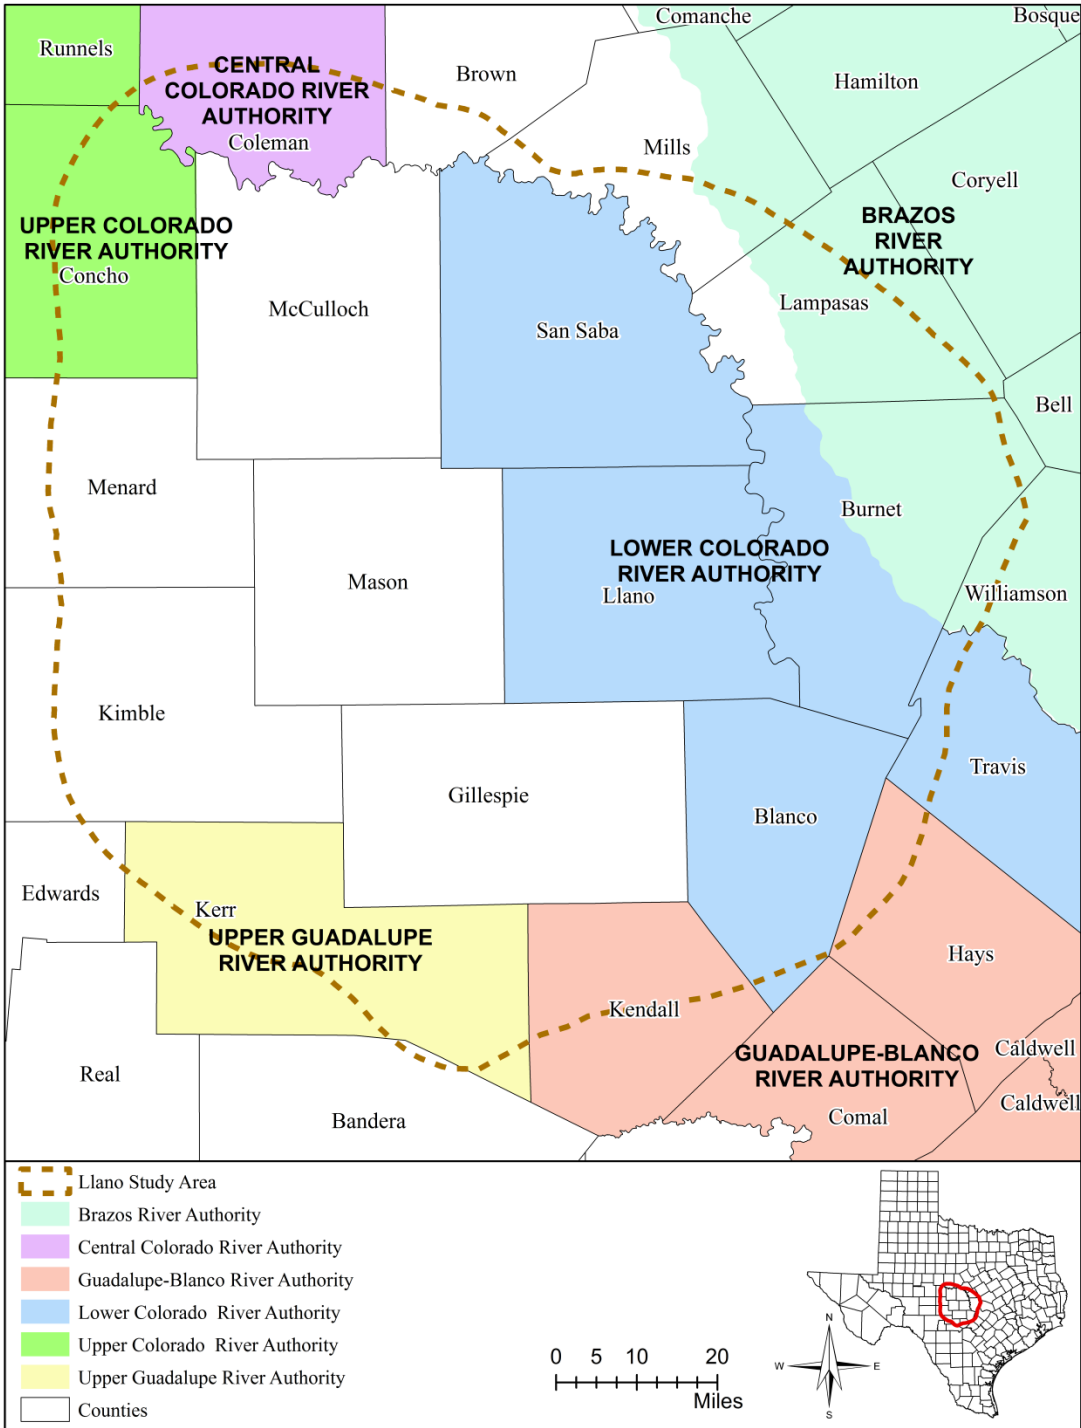 Comanche
Bosque
Runnels
CENTRAL
COLORADO RIVER
AUTHORITY
Brown
Hamilton
Coleman
Mills
Coryell
UPPER COLORADO
RIVER AUTHORITY
BRAZOS
RIVER
AUTHORITY
Concho
McCulloch
San Saba
Lampasas
Bell
Menard
Burnet
LOWER COLORADO
RIVER AUTHORITY
Mason
Llano
Williamson
Kimble
Travis
Gillespie
Blanco
Edwards
Kerr
UPPER GUADALUPE
RIVER AUTHORITY
Hays
Kendall
Real
GUADALUPE-BLANCO
RIVER AUTHORITY
Caldwell
Caldwell
Bandera
Comal
Llano Study Area
Brazos River Authority
Central Colorado River Authority
Guadalupe-Blanco River Authority
Lower Colorado River Authority
Upper Colorado River Authority
Upper Guadalupe River Authority
Counties
0 5 10 20
Miles
N
W E
S